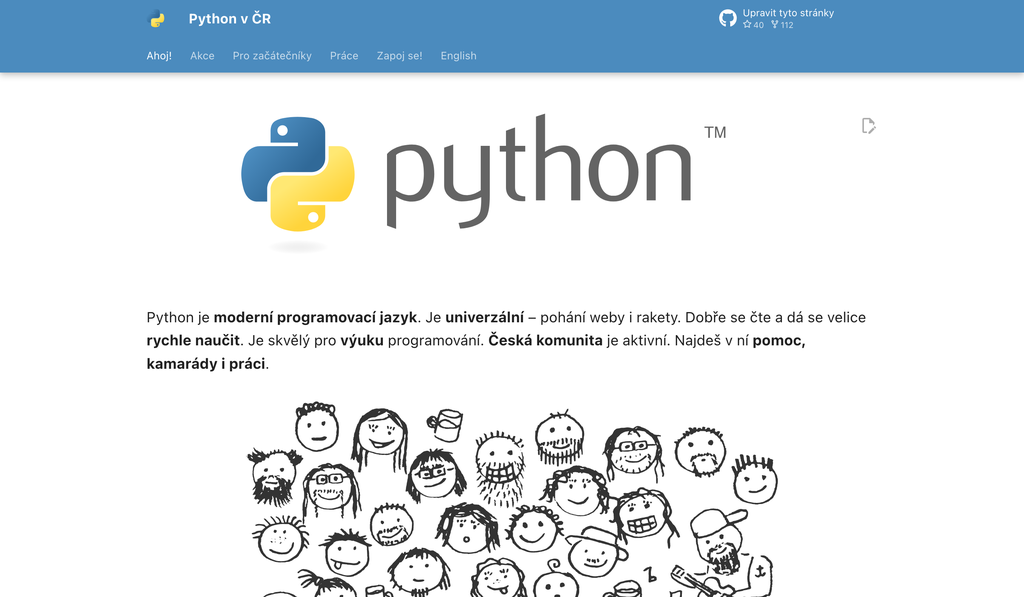 Python v ČR
Upravit tyto stránky
40 112
Ahoj! Akce Pro začátečníky Práce Zapoj se! English
python TM
Python je moderní programovací jazyk. Je univerzální – pohání weby i rakety. Dobře se čte a dá se velice
rychle naučit. Je skvělý pro výuku programování. Česká komunita je aktivní. Najdeš v ní pomoc,
kamarády i práci.